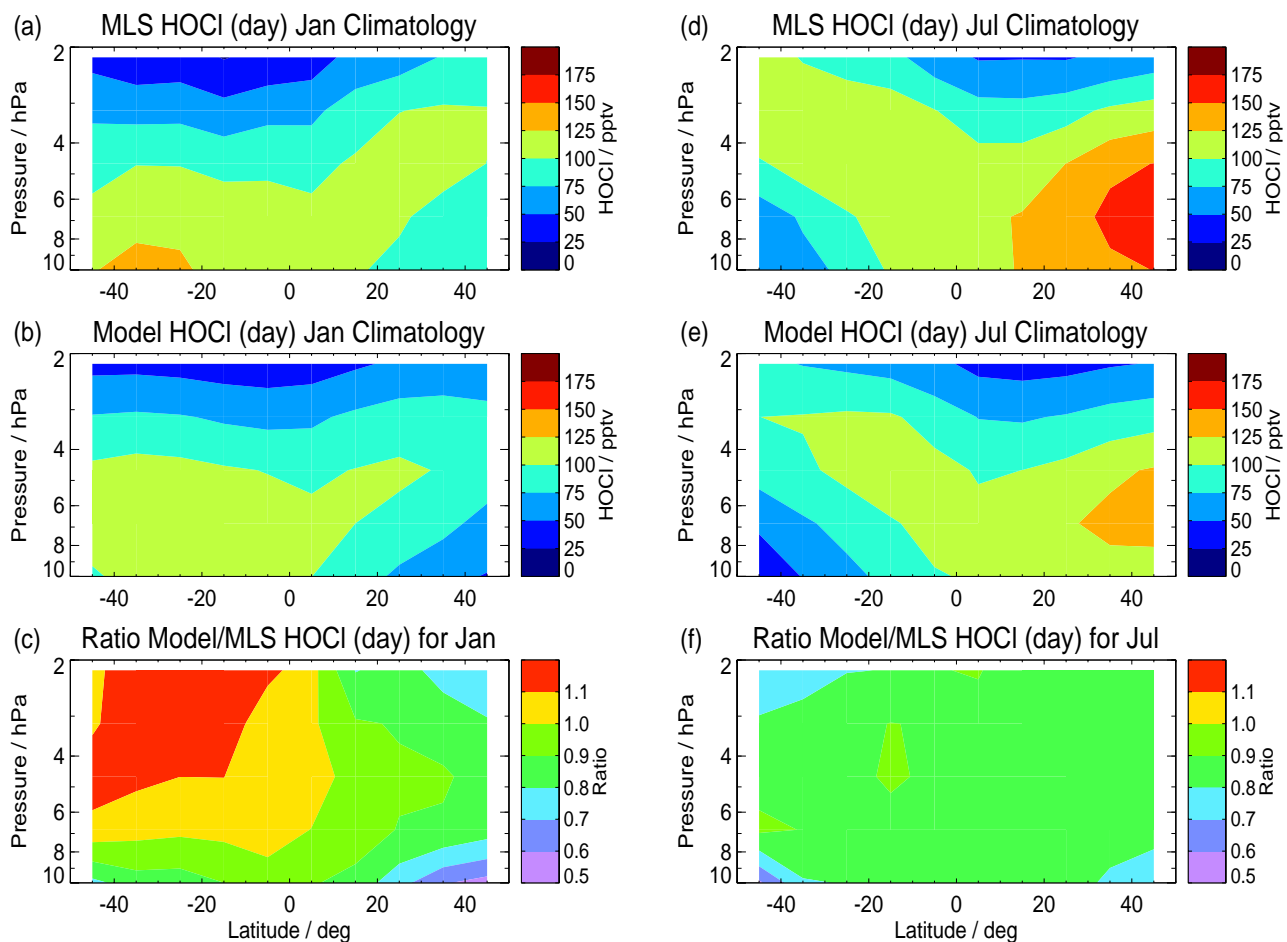 (a) MLS HOCl (day) Jan Climatology
2
4
6
8
10
Pressure / hPa
-40 -20 0 20 40
175
150
125
100
75
50
25
0
HOCl / pptv
(d) MLS HOCl (day) Jul Climatology
2
4
6
8
10
Pressure / hPa
-40 -20 0 20 40
175
150
125
100
75
50
25
0
HOCl / pptv
(b) Model HOCl (day) Jan Climatology
2
4
6
8
10
Pressure / hPa
-40 -20 0 20 40
175
150
125
100
75
50
25
0
HOCl / pptv
(e) Model HOCl (day) Jul Climatology
2
4
6
8
10
Pressure / hPa
-40 -20 0 20 40
175
150
125
100
75
50
25
0
HOCl / pptv
(c) Ratio Model/MLS HOCl (day) for Jan
2
4
6
8
10
Pressure / hPa
-40 -20 0 20 40
Latitude / deg
1.1
1.0
0.9
0.8
0.7
0.6
0.5
Ratio
(f) Ratio Model/MLS HOCl (day) for Jul
2
4
6
8
10
Pressure / hPa
-40 -20 0 20 40
Latitude / deg
1.1
1.0
0.9
0.8
0.7
0.6
0.5
Ratio